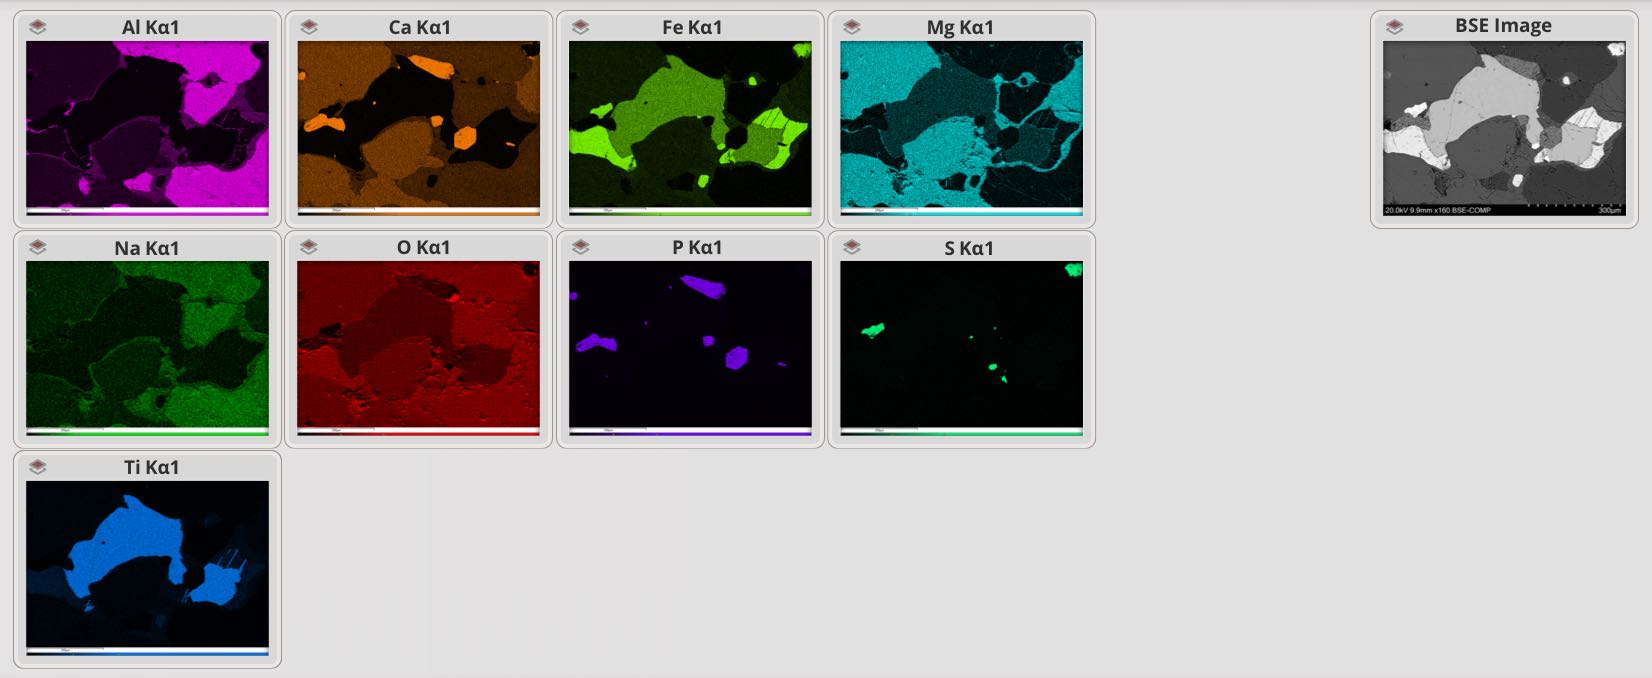 Al Kα1
Ca Kα1
Fe Kα1
Mg Kα1
BSE Image
20.0kV 9.9mm x160 BSE-COMP
300µm
Na Kα1
O Kα1
P Kα1
S Kα1
Ti Kα1